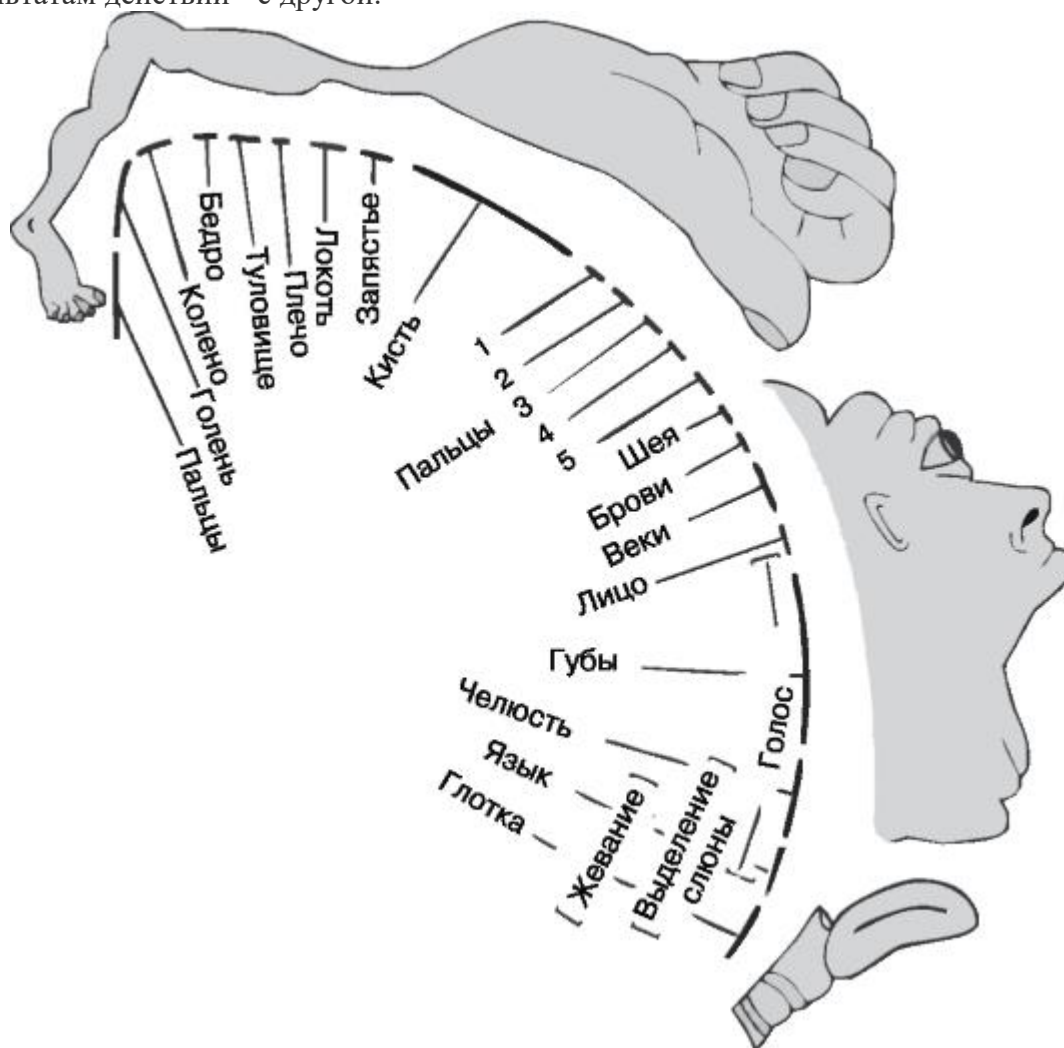 льтатам действий - с другой.
Пальцы
Голень
Колено
Бедро
Туловище
Плечо
Локоть
Запястье
Кисть
1
2
3
4
5
Пальцы
Шея
Брови
Веки
Лицо
Губы
Голос
Челюсть
Язык
Глотка
[ Жевание ]
[ Выделение ]
слюны